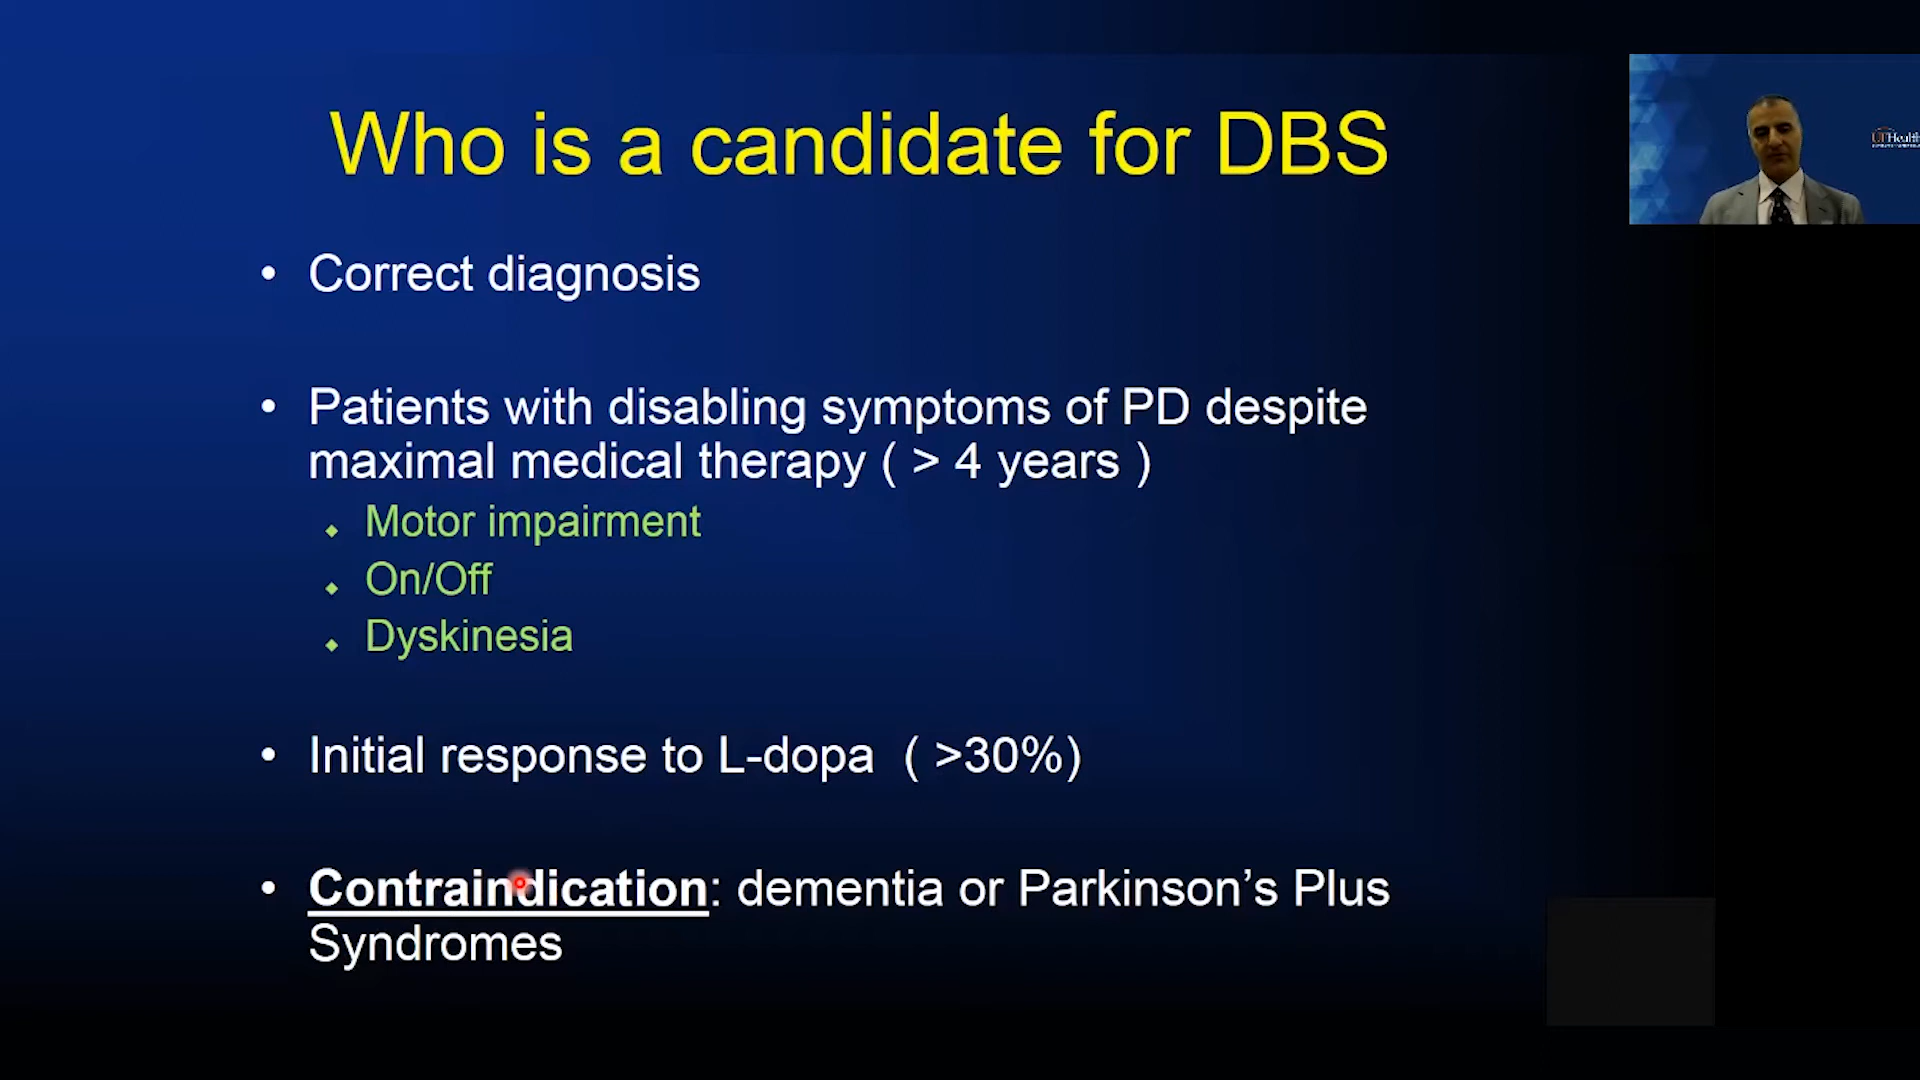 Who is a candidate for DBS
UTHealth
• Correct diagnosis
• Patients with disabling symptoms of PD despite
maximal medical therapy ( > 4 years )
◆ Motor impairment
◆ On/Off
◆ Dyskinesia
• Initial response to L-dopa ( >30%)
• Contraindication: dementia or Parkinson’s Plus
Syndromes